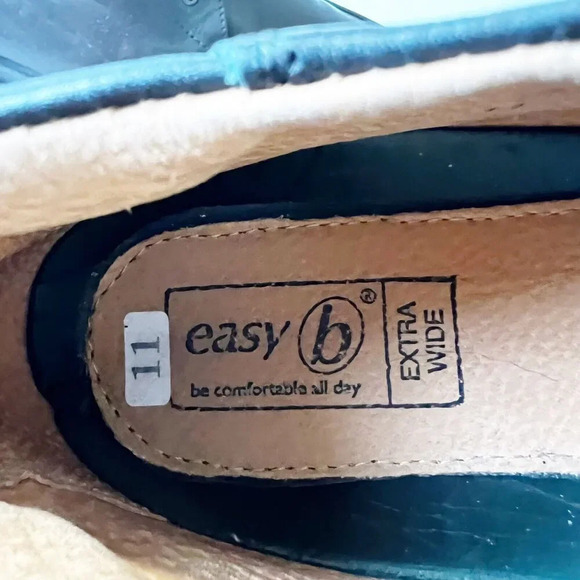 11
easy b®
be comfortable all day
EXTRA
WIDE